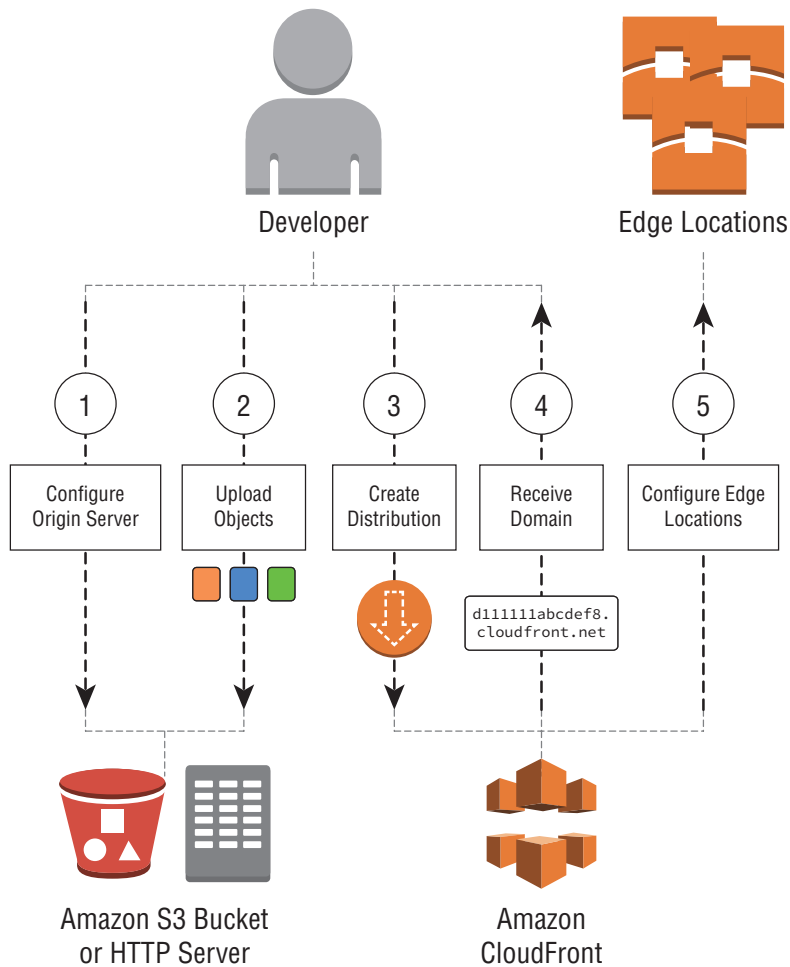 Developer
Edge Locations
1
2
3
4
5
Configure
Origin Server
Upload
Objects
Create
Distribution
Receive
Domain
Configure Edge
Locations
d111111abcdef8.
cloudfront.net
Amazon S3 Bucket
or HTTP Server
Amazon
CloudFront